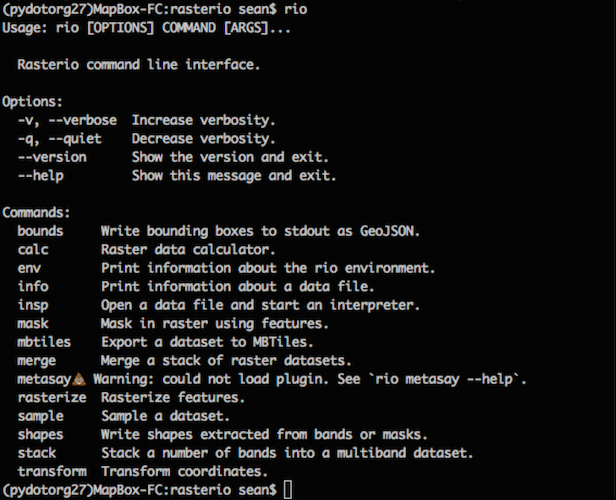 (pydotorg27)MapBox-FC:rasterio sean$ rio
Usage: rio [OPTIONS] COMMAND [ARGS]...
Rasterio command line interface.
Options:
-v, --verbose  Increase verbosity.
-q, --quiet    Decrease verbosity.
--version      Show the version and exit.
--help         Show this message and exit.
Commands:
bounds     Write bounding boxes to stdout as GeoJSON.
calc       Raster data calculator.
env        Print information about the rio environment.
info       Print information about a data file.
insp       Open a data file and start an interpreter.
mask       Mask in raster using features.
mbtiles    Export a dataset to MBTiles.
merge      Merge a stack of raster datasets.
metasay💩 Warning: could not load plugin. See `rio metasay --help`.
rasterize  Rasterize features.
sample     Sample a dataset.
shapes     Write shapes extracted from bands or masks.
stack      Stack a number of bands into a multiband dataset.
transform  Transform coordinates.
(pydotorg27)MapBox-FC:rasterio sean$